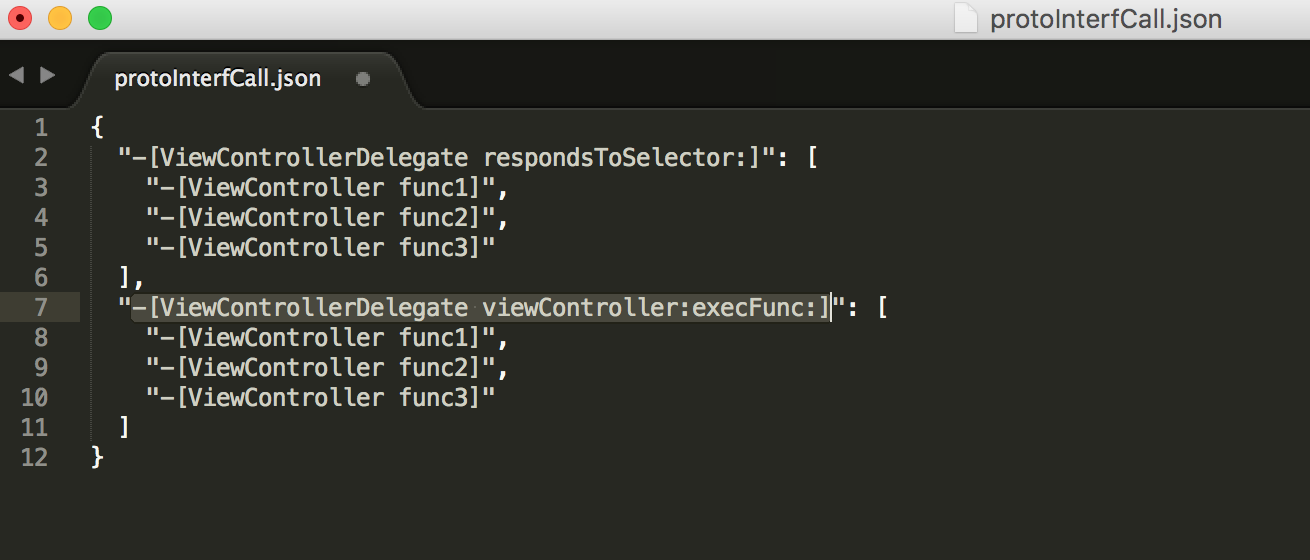 protoInterfCall.json
protoInterfCall.json
1 {
2 "-[ViewControllerDelegate respondsToSelector:]": [
3 "-[ViewController func1]",
4 "-[ViewController func2]",
5 "-[ViewController func3]"
6 ],
7 "-[ViewControllerDelegate viewController:execFunc:]": [
8 "-[ViewController func1]",
9 "-[ViewController func2]",
10 "-[ViewController func3]"
11 ]
12 }